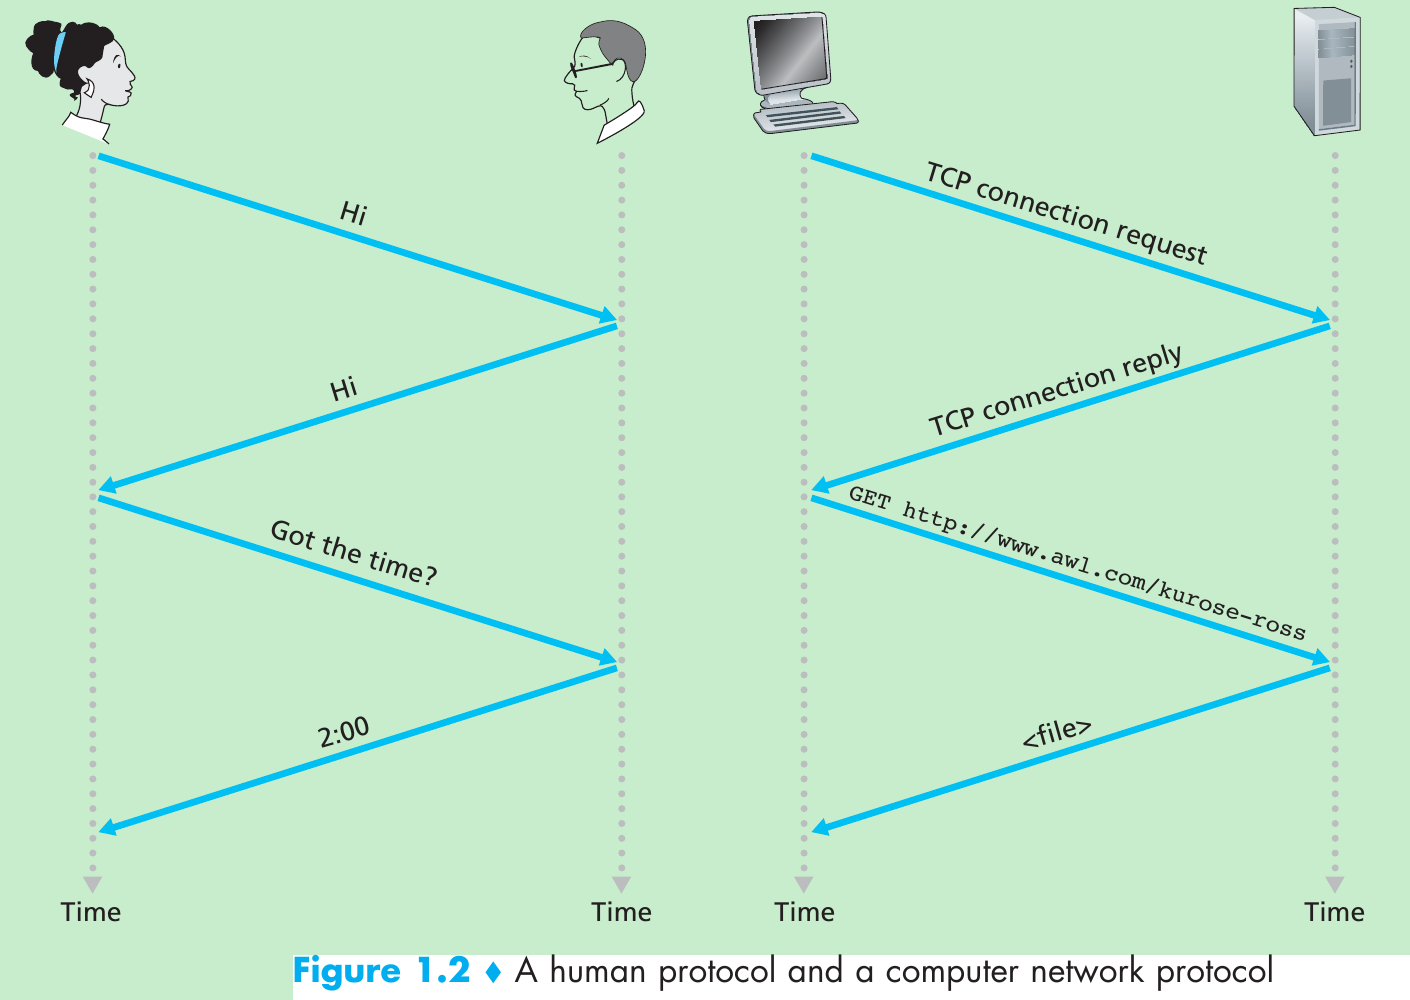 Hi
Hi
Got the time?
2:00
Time
Time
TCP connection request
TCP connection reply
GET http://www.awl.com/kurose-ross
<file>
Time
Time
Figure 1.2 ♦ A human protocol and a computer network protocol